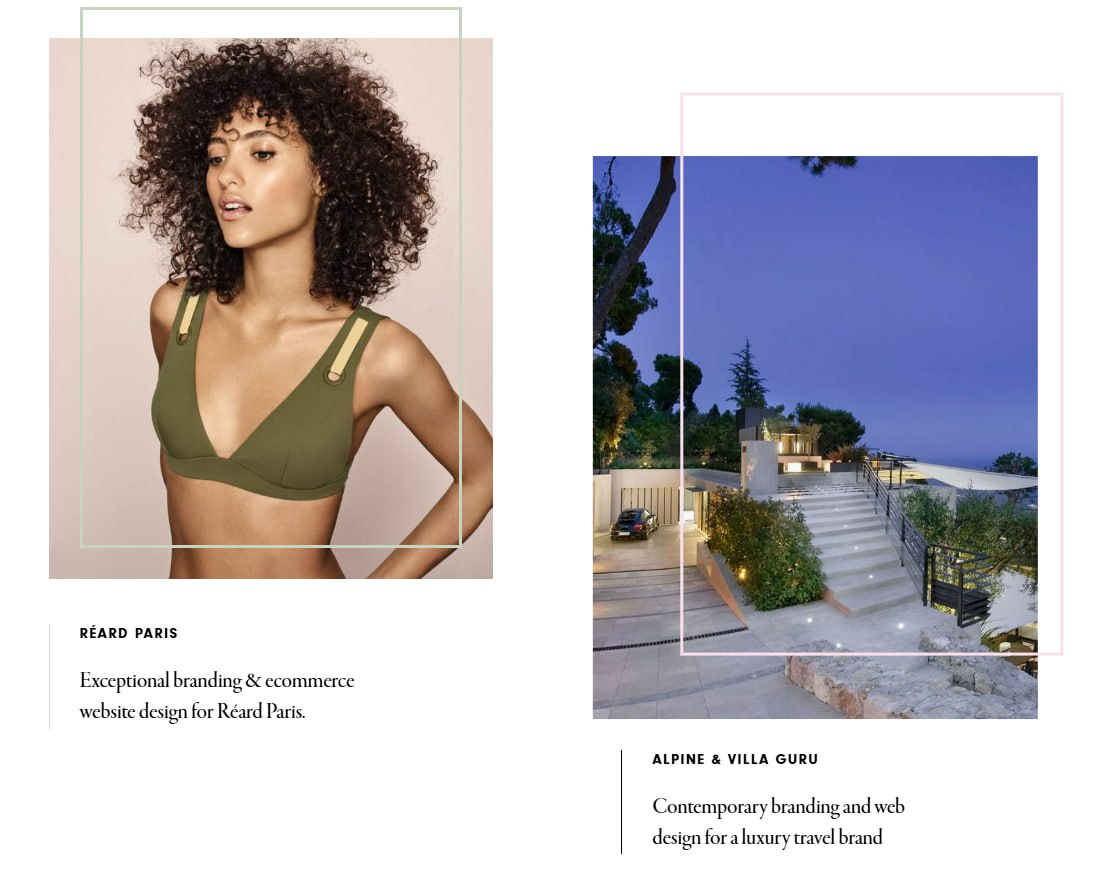 RÉARD PARIS
Exceptional branding & ecommerce
website design for Réard Paris.
ALPINE & VILLA GURU
Contemporary branding and web
design for a luxury travel brand